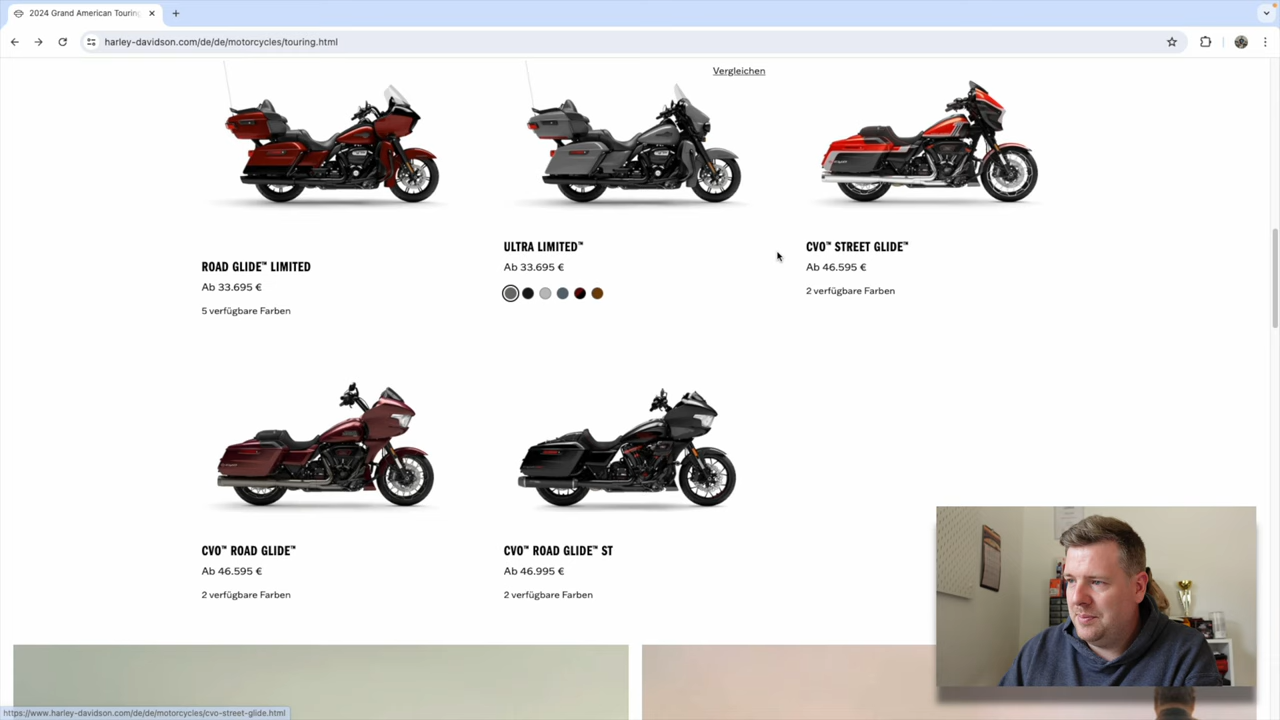 2024 Grand American Touring
harley-davidson.com/de/de/motorcycles/touring.html
Vergleichen
ROAD GLIDE™ LIMITED
Ab 33.695 €
5 verfügbare Farben
ULTRA LIMITED™
Ab 33.695 €
CVO™ STREET GLIDE™
Ab 46.595 €
2 verfügbare Farben
CVO™ ROAD GLIDE™
Ab 46.595 €
2 verfügbare Farben
CVO™ ROAD GLIDE™ ST
Ab 46.995 €
2 verfügbare Farben
https://www.harley-davidson.com/de/de/motorcycles/cvo-street-glide.html